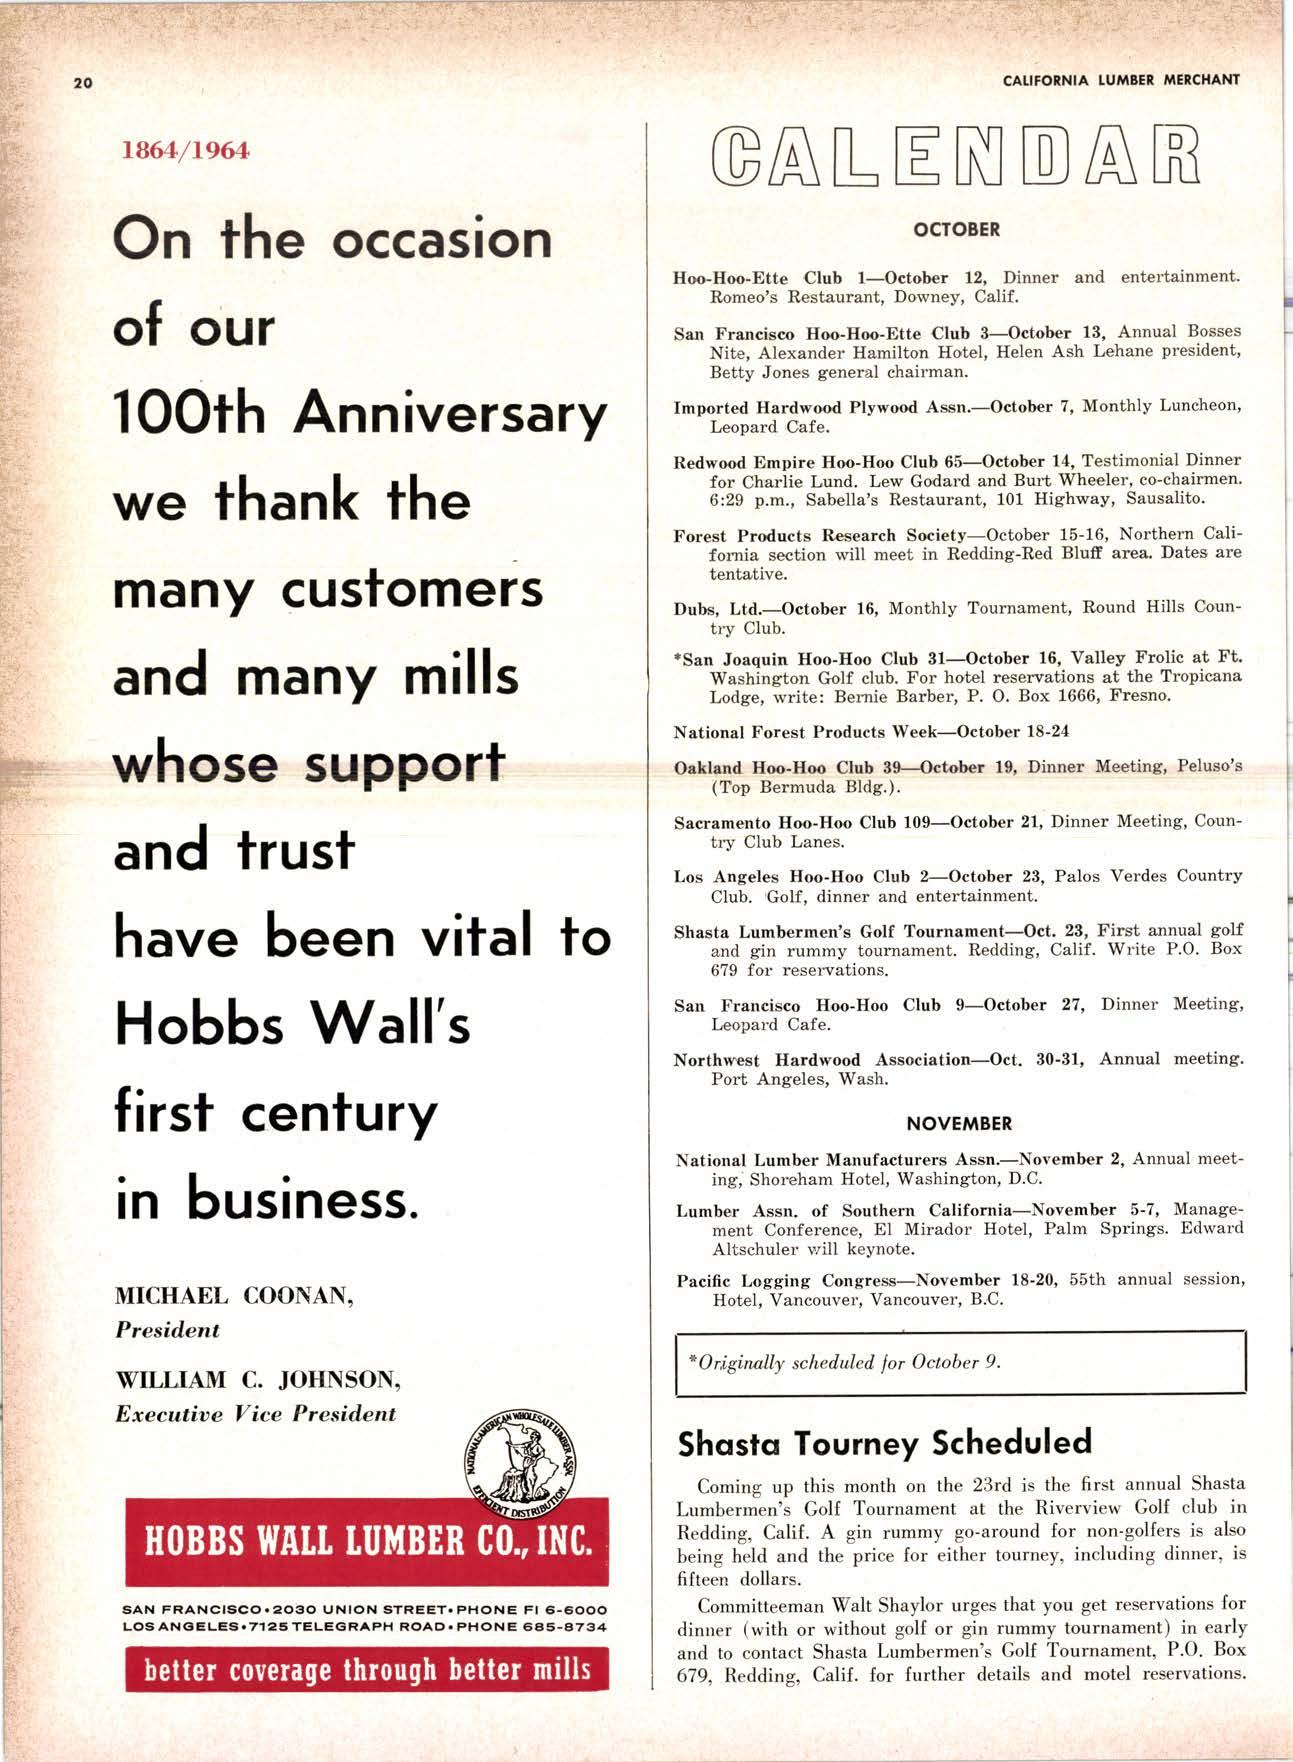 20
CALIFORNIA LUMBER MERCHANT
1864/1964
On the occasion
of our
100th Anniversary
we thank the
many customers
and many mills
whose support
and trust
have been vital to
Hobbs Wall's
first century
in business.
MICHAEL COONAN,
President
WILLIAM C. JOHNSON,
Executive Vice President
NATIONAL-AMERICAN WHOLESALE LUMBER ASSN.
EFFICIENT DISTRIBUTION
HOBBS WALL LUMBER CO., INC.
SAN FRANCISCO•2030 UNION STREET•PHONE FI 6-6000
LOS ANGELES•7125 TELEGRAPH ROAD•PHONE 685-8734
better coverage through better mills
CALENDAR
OCTOBER
Hoo-Hoo-Ette Club 1—October 12, Dinner and entertainment.
Romeo's Restaurant, Downey, Calif.
San Francisco Hoo-Hoo-Ette Club 3—October 13, Annual Bosses
Nite, Alexander Hamilton Hotel, Helen Ash Lehane president,
Betty Jones general chairman.
Imported Hardwood Plywood Assn.—October 7, Monthly Luncheon,
Leopard Cafe.
Redwood Empire Hoo-Hoo Club 65—October 14, Testimonial Dinner
for Charlie Lund. Lew Godard and Burt Wheeler, co-chairmen.
6:29 p.m., Sabella's Restaurant, 101 Highway, Sausalito.
Forest Products Research Society—October 15-16, Northern Cali-
fornia section will meet in Redding-Red Bluff area. Dates are
tentative.
Dubs, Ltd.—October 16, Monthly Tournament, Round Hills Coun-
try Club.
*San Joaquin Hoo-Hoo Club 31—October 16, Valley Frolic at Ft.
Washington Golf club. For hotel reservations at the Tropicana
Lodge, write: Bernie Barber, P. O. Box 1666, Fresno.
National Forest Products Week—October 18-24
Oakland Hoo-Hoo Club 39—October 19, Dinner Meeting, Peluso's
(Top Bermuda Bldg.).
Sacramento Hoo-Hoo Club 109—October 21, Dinner Meeting, Coun-
try Club Lanes.
Los Angeles Hoo-Hoo Club 2—October 23, Palos Verdes Country
Club. Golf, dinner and entertainment.
Shasta Lumbermen's Golf Tournament—Oct. 23, First annual golf
and gin rummy tournament. Redding, Calif. Write P.O. Box
679 for reservations.
San Francisco Hoo-Hoo Club 9—October 27, Dinner Meeting,
Leopard Cafe.
Northwest Hardwood Association—Oct. 30-31, Annual meeting.
Port Angeles, Wash.
NOVEMBER
National Lumber Manufacturers Assn.—November 2, Annual meet-
ing, Shoreham Hotel, Washington, D.C.
Lumber Assn. of Southern California—November 5-7, Manage-
ment Conference, El Mirador Hotel, Palm Springs. Edward
Altschuler will keynote.
Pacific Logging Congress—November 18-20, 55th annual session,
Hotel, Vancouver, Vancouver, B.C.
*Originally scheduled for October 9.
Shasta Tourney Scheduled
Coming up this month on the 23rd is the first annual Shasta
Lumbermen's Golf Tournament at the Riverview Golf club in
Redding, Calif. A gin rummy go-around for non-golfers is also
being held and the price for either tourney, including dinner, is
fifteen dollars.
Committeeman Walt Shaylor urges that you get reservations for
dinner (with or without golf or gin rummy tournament) in early
and to contact Shasta Lumbermen's Golf Tournament, P.O. Box
679, Redding, Calif. for further details and motel reservations.